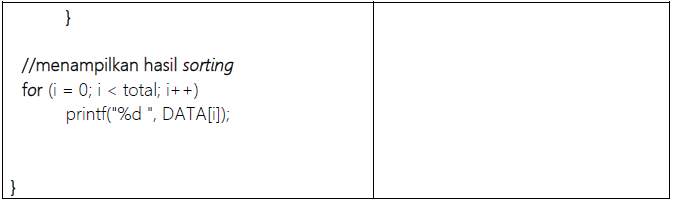 }
//menampilkan hasil sorting
for (i = 0; i < total; i++)
printf("%d ", DATA[i]);
}